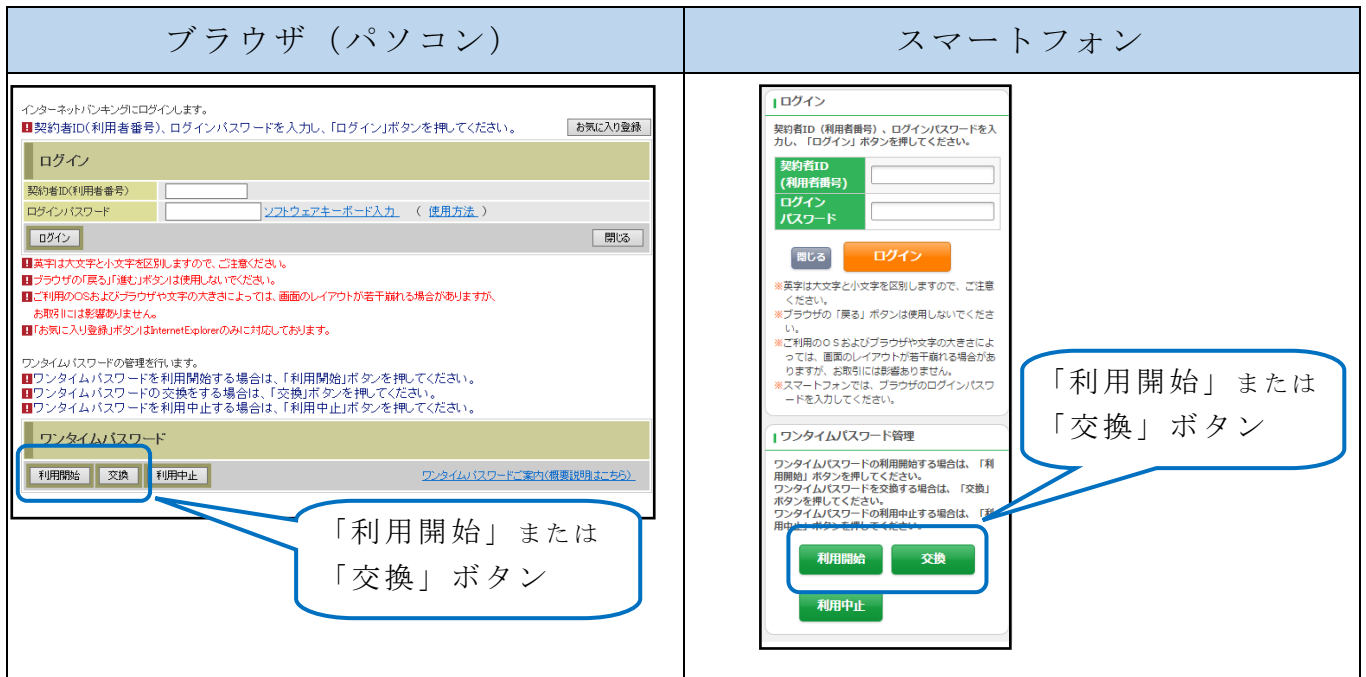 ブラウザ（パソコン）
インターネットバンキングにログインします。
契約者ID(利用者番号)、ログインパスワードを入力し、「ログイン」ボタンを押してください。
お気に入り登録
ログイン
契約者ID(利用者番号)
ログインパスワード
ソフトウェアキーボード入力 （ 使用方法 ）
ログイン
閉じる
英字は大文字と小文字を区別しますので、ご注意ください。
ブラウザの「戻る」「進む」ボタンは使用しないでください。
ご利用のOSおよびブラウザや文字の大きさによっては、画面のレイアウトが若干崩れる場合がありますが、
お取引には影響ありません。
「お気に入り登録」ボタンはInternetExplorerのみに対応しております。
ワンタイムパスワードの管理を行います。
ワンタイムパスワードを利用開始する場合は、「利用開始」ボタンを押してください。
ワンタイムパスワードの交換をする場合は、「交換」ボタンを押してください。
ワンタイムパスワードを利用中止する場合は、「利用中止」ボタンを押してください。
ワンタイムパスワード
利用開始
交換
利用中止
ワンタイムパスワードご案内(概要説明はこちら)
「利用開始」または
「交換」ボタン
スマートフォン
ログイン
契約者ID（利用者番号）、ログインパスワードを入
力し、「ログイン」ボタンを押してください。
契約者ID
(利用者番号)
ログイン
パスワード
閉じる
ログイン
※英字は大文字と小文字を区別しますので、ご注意
ください。
※ブラウザの「戻る」ボタンは使用しないでくださ
い。
※ご利用のＯＳおよびブラウザや文字の大きさによ
っては、画面のレイアウトが若干崩れる場合があ
りますが、お取引には影響ありません。
※スマートフォンでは、ブラウザのログインパスワ
ードを入力してください。
ワンタイムパスワード管理
ワンタイムパスワードの利用開始する場合は、「利
用開始」ボタンを押してください。
ワンタイムパスワードを交換する場合は、「交換」
ボタンを押してください。
ワンタイムパスワードの利用中止する場合は、「利
用中止」ボタンを押してください。
利用開始
交換
利用中止
「利用開始」または
「交換」ボタン